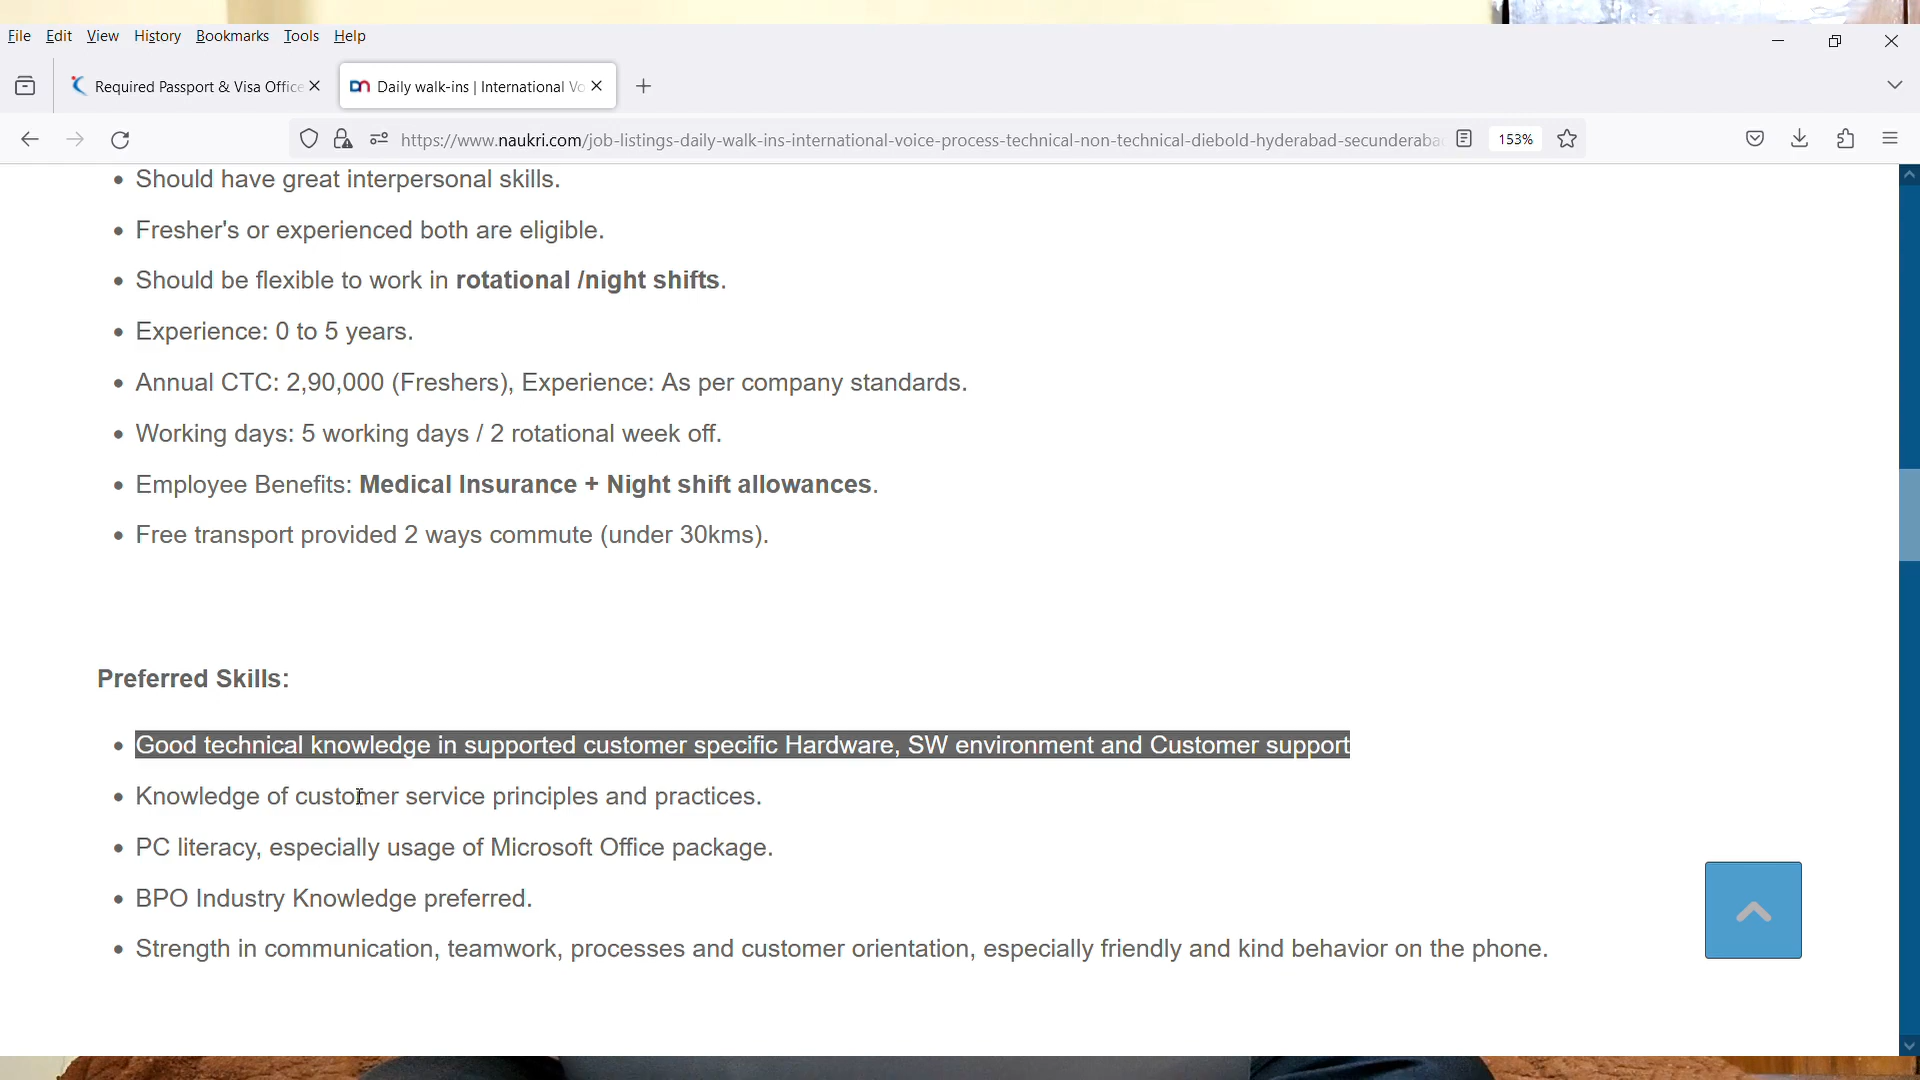 File Edit View History Bookmarks Tools Help
Required Passport & Visa Office
Daily walk-ins | International Vo
https://www.naukri.com/job-listings-daily-walk-ins-international-voice-process-technical-non-technical-diebold-hyderabad-secunderabad
153%
• Should have great interpersonal skills.
• Fresher's or experienced both are eligible.
• Should be flexible to work in rotational /night shifts.
• Experience: 0 to 5 years.
• Annual CTC: 2,90,000 (Freshers), Experience: As per company standards.
• Working days: 5 working days / 2 rotational week off.
• Employee Benefits: Medical Insurance + Night shift allowances.
• Free transport provided 2 ways commute (under 30kms).
Preferred Skills:
• Good technical knowledge in supported customer specific Hardware, SW environment and Customer support
• Knowledge of customer service principles and practices.
• PC literacy, especially usage of Microsoft Office package.
• BPO Industry Knowledge preferred.
• Strength in communication, teamwork, processes and customer orientation, especially friendly and kind behavior on the phone.